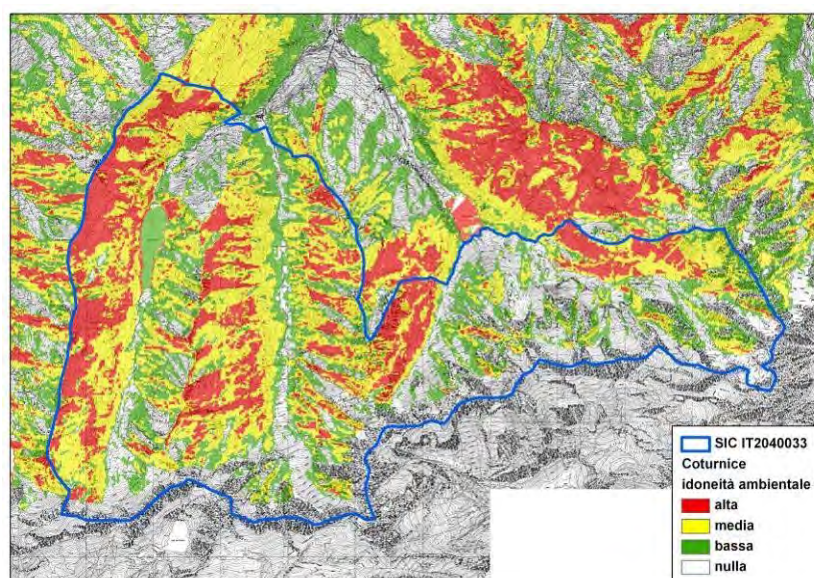 SIC IT2040033
Coturnice
idoneità ambientale
alta
media
bassa
nulla